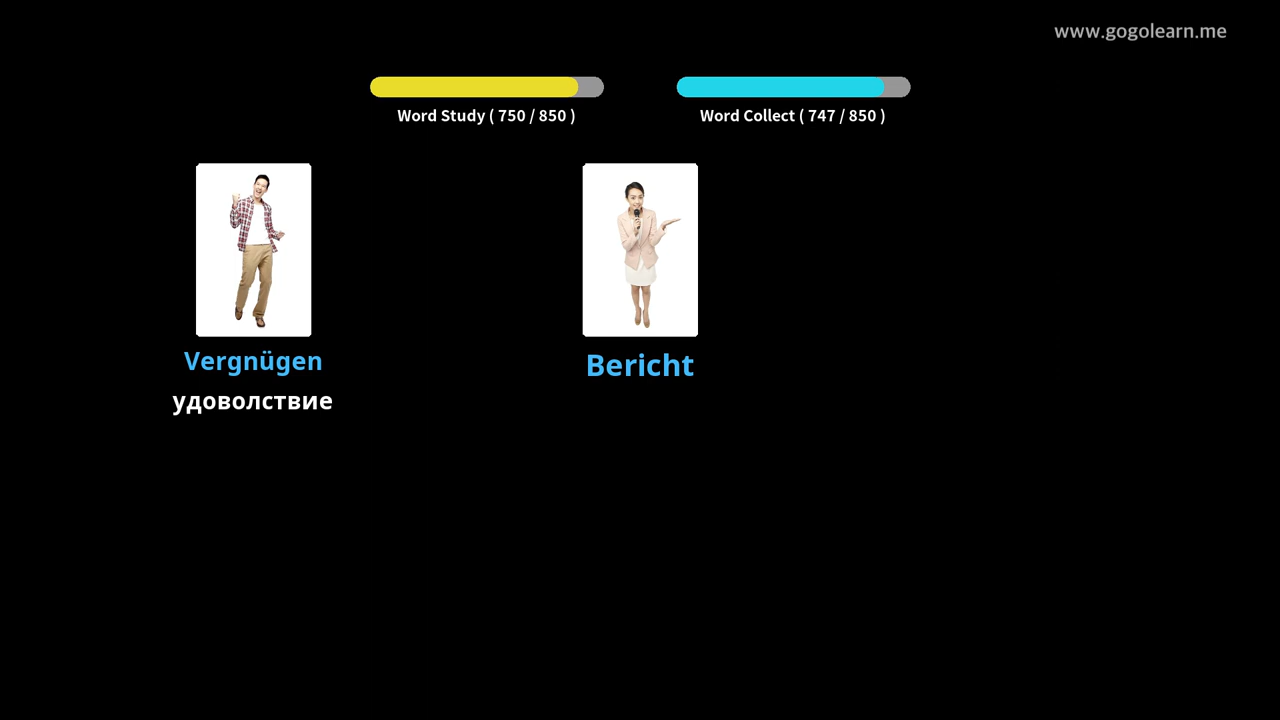 www.gogolearn.me
Word Study ( 750 / 850 )
Word Collect ( 747 / 850 )
Vergnügen
удоволствие
Bericht